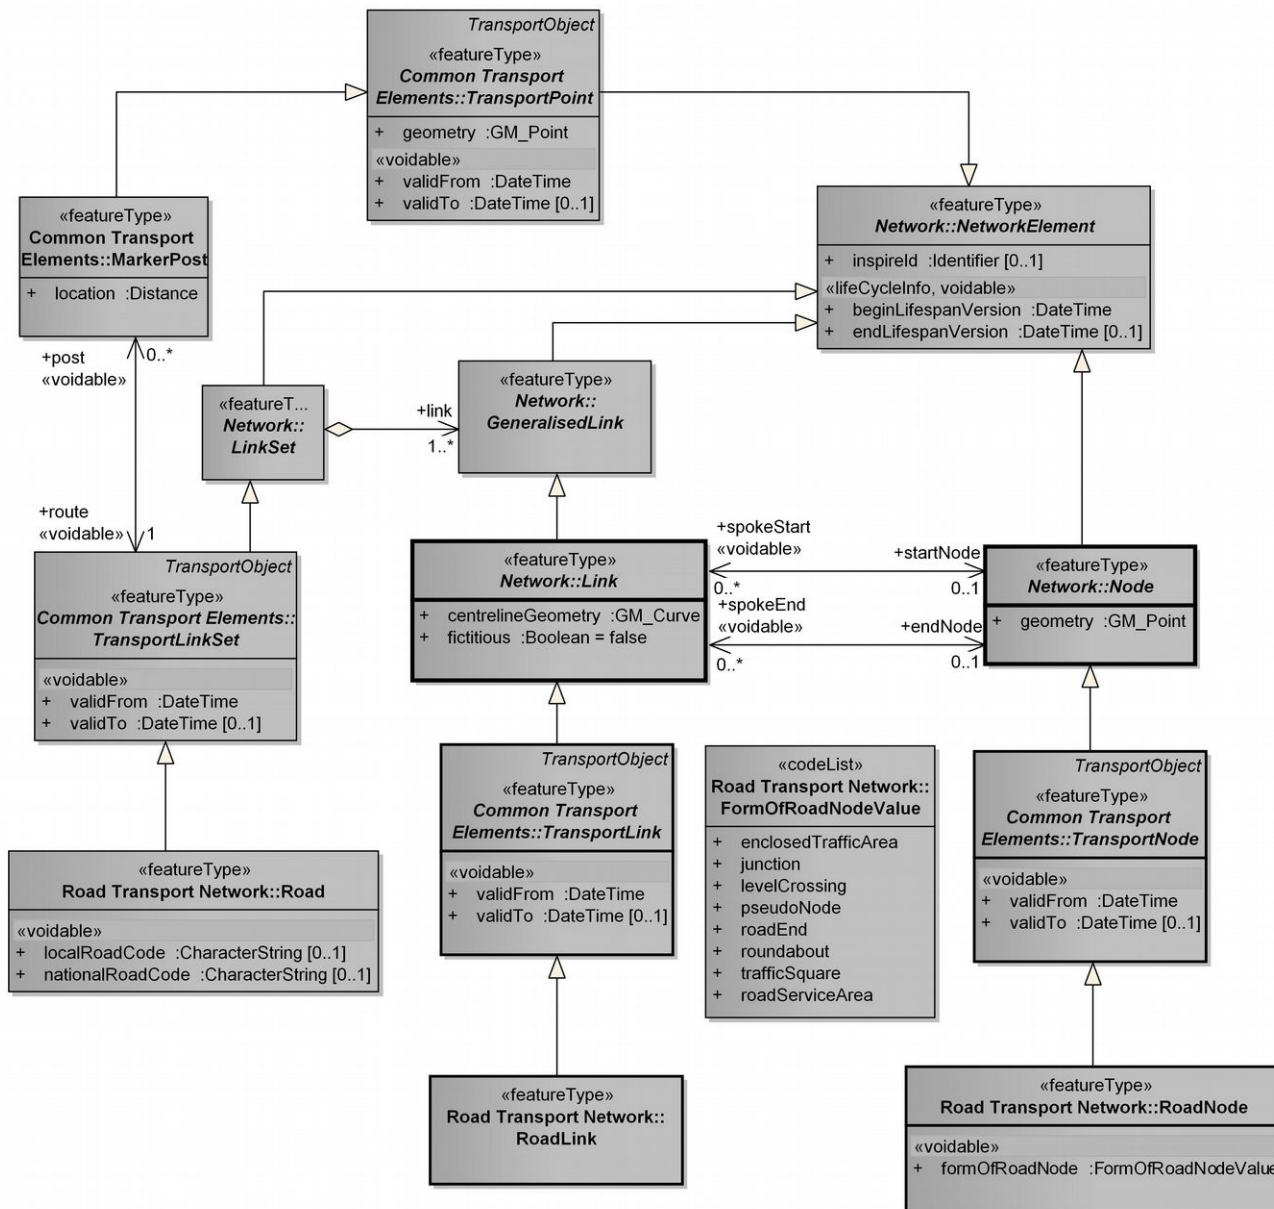 TransportObject
«featureType»
Common Transport
Elements::TransportPoint
+ geometry :GM_Point
«voidable»
+ validFrom :DateTime
+ validTo :DateTime [0..1]
«featureType»
Common Transport
Elements::MarkerPost
+ location :Distance
«featureType»
Network::NetworkElement
+ inspireId :Identifier [0..1]
«lifeCycleInfo, voidable»
+ beginLifespanVersion :DateTime
+ endLifespanVersion :DateTime [0..1]
+post
«voidable»
0..*
«featureT...
Network::
LinkSet
+link
1..*
«featureType»
Network::
GeneralisedLink
+route
«voidable»
1
TransportObject
«featureType»
Common Transport Elements::
TransportLinkSet
«voidable»
+ validFrom :DateTime
+ validTo :DateTime [0..1]
«featureType»
Network::Link
+ centrelineGeometry :GM_Curve
+ fictitious :Boolean = false
+spokeStart
«voidable»
0..*
+startNode
0..1
+spokeEnd
«voidable»
0..*
+endNode
0..1
«featureType»
Network::Node
+ geometry :GM_Point
TransportObject
«featureType»
Common Transport
Elements::TransportLink
«voidable»
+ validFrom :DateTime
+ validTo :DateTime [0..1]
«codeList»
Road Transport Network::
FormOfRoadNodeValue
+ enclosedTrafficArea
+ junction
+ levelCrossing
+ pseudoNode
+ roadEnd
+ roundabout
+ trafficSquare
+ roadServiceArea
TransportObject
«featureType»
Common Transport
Elements::TransportNode
«voidable»
+ validFrom :DateTime
+ validTo :DateTime [0..1]
«featureType»
Road Transport Network::Road
«voidable»
+ localRoadCode :CharacterString [0..1]
+ nationalRoadCode :CharacterString [0..1]
«featureType»
Road Transport Network::
RoadLink
«featureType»
Road Transport Network::RoadNode
«voidable»
+ formOfRoadNode :FormOfRoadNodeValue